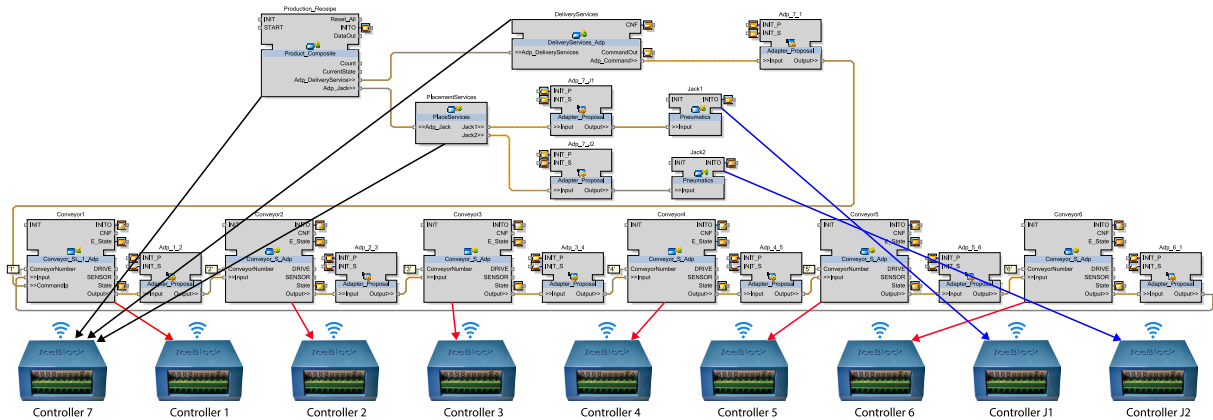 Production_Receipe
INIT
START
Reset_All
INITO
DataOut
Product_Composite
Count
CurrentState
Adp_DeliveryService>>
Adp_Jack>>
DeliveryServices
CNF
DeliveryServices_Adp
>>Adp_DeliveryServices
CommandOut
Adp_Command>>
Adp_7_1
INIT_P
INIT_S
Adapter_Proposal
>>Input Output>>
PlacementServices
PlaceServices
>>Adp_Jack Jack1>>
Jack2>>
Adp_7_J1
INIT_P
INIT_S
Adapter_Proposal
>>Input Output>>
Jack1
INIT INITO
Pneumatics
>>Input
Adp_7_J2
INIT_P
INIT_S
Adapter_Proposal
>>Input Output>>
Jack2
INIT INITO
Pneumatics
>>Input
Conveyor1
INIT INITO
CNF
E_State
Conveyor_SL_1_Adp
ConveyorNumber DRIVE
>>Input SENSOR
>>CommandIp State
Output>>
Adp_1_2
INIT_P
INIT_S
Adapter_Proposal
>>Input Output>>
Conveyor2
INIT INITO
CNF
E_State
Conveyor_S_Adp
ConveyorNumber DRIVE
>>Input SENSOR
State
Output>>
Adp_2_3
INIT_P
INIT_S
Adapter_Proposal
>>Input Output>>
Conveyor3
INIT INITO
CNF
E_State
Conveyor_S_Adp
ConveyorNumber DRIVE
>>Input SENSOR
State
Output>>
Adp_3_4
INIT_P
INIT_S
Adapter_Proposal
>>Input Output>>
Conveyor4
INIT INITO
CNF
E_State
Conveyor_S_Adp
ConveyorNumber DRIVE
>>Input SENSOR
State
Output>>
Adp_4_5
INIT_P
INIT_S
Adapter_Proposal
>>Input Output>>
Conveyor5
INIT INITO
CNF
E_State
Conveyor_S_Adp
ConveyorNumber DRIVE
>>Input SENSOR
State
Output>>
Adp_5_6
INIT_P
INIT_S
Adapter_Proposal
>>Input Output>>
Conveyor6
INIT INITO
CNF
E_State
Conveyor_S_Adp
ConveyorNumber DRIVE
>>Input SENSOR
State
Output>>
Adp_6_1
INIT_P
INIT_S
Adapter_Proposal
>>Input Output>>
IceBlock
IceBlock
IceBlock
IceBlock
IceBlock
IceBlock
IceBlock
IceBlock
IceBlock
Controller 7
Controller 1
Controller 2
Controller 3
Controller 4
Controller 5
Controller 6
Controller J1
Controller J2